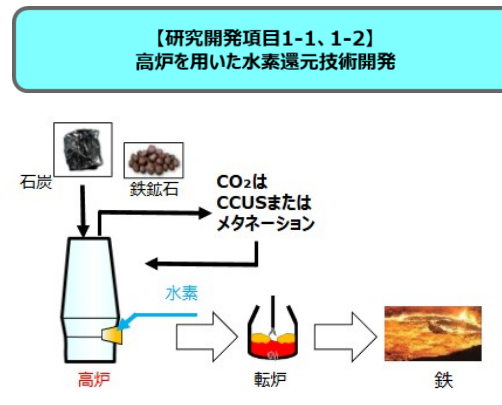 【研究開発項目1-1、1-2】
高炉を用いた水素還元技術開発
石炭
鉄鉱石
CO₂は
CCUSまたは
メタネーション
水素
高炉
転炉
鉄